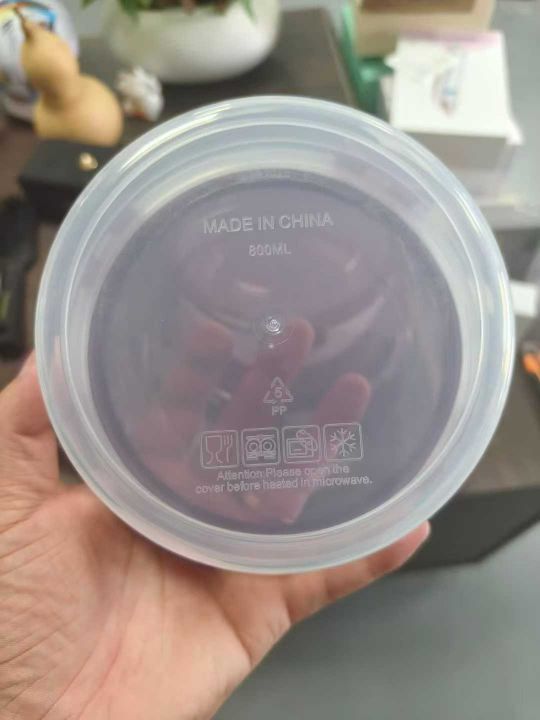 MADE IN CHINA
800ML
5
PP
Attention:Please open the
cover before heated in microwave.